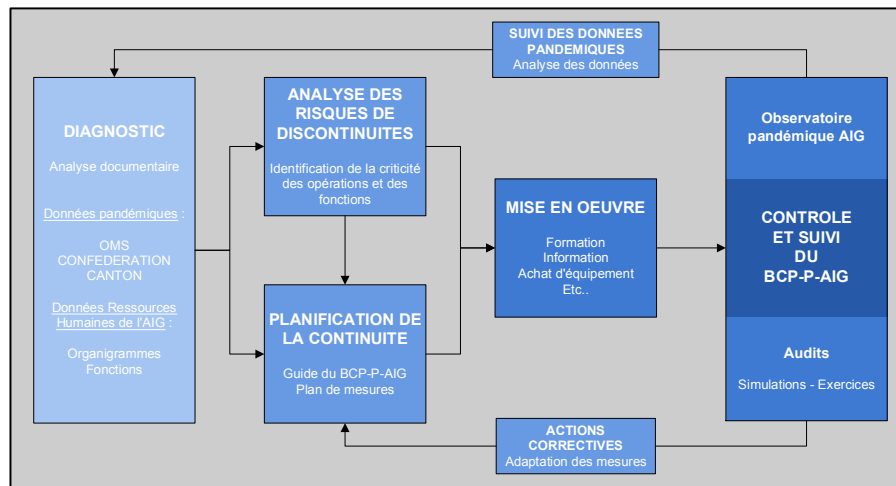 SUIVI DES DONNEES
PANDEMIQUES
Analyse des données
DIAGNOSTIC
Analyse documentaire
Données pandémiques :
OMS
CONFEDERATION
CANTON
Données Ressources
Humaines de l'AIG :
Organigrammes
Fonctions
ANALYSE DES
RISQUES DE
DISCONTINUITES
Identification de la criticité
des opérations et des
fonctions
PLANIFICATION DE
LA CONTINUITE
Guide du BCP-P-AIG
Plan de mesures
MISE EN OEUVRE
Formation
Information
Achat d'équipement
Etc..
Observatoire
pandémique AIG
CONTROLE
ET SUIVI
DU
BCP-P-AIG
Audits
Simulations - Exercices
ACTIONS
CORRECTIVES
Adaptation des mesures